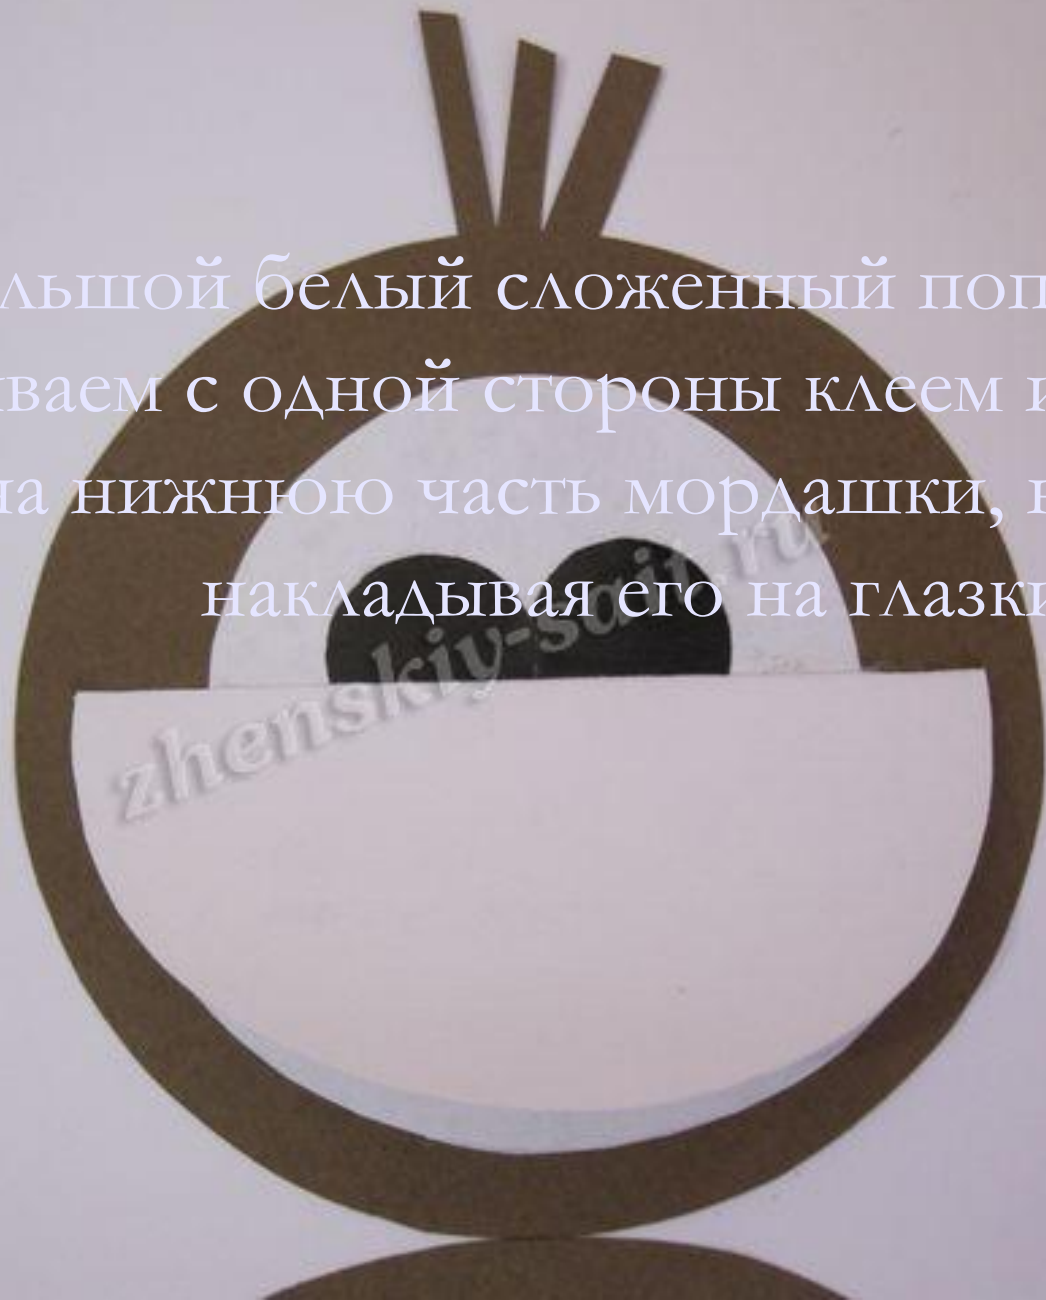 льшой белый сложенный поп
ваем с одной стороны клеем и
на нижнюю часть мордашки, н
накладывая его на глазки
zhenskiy-sait.ru